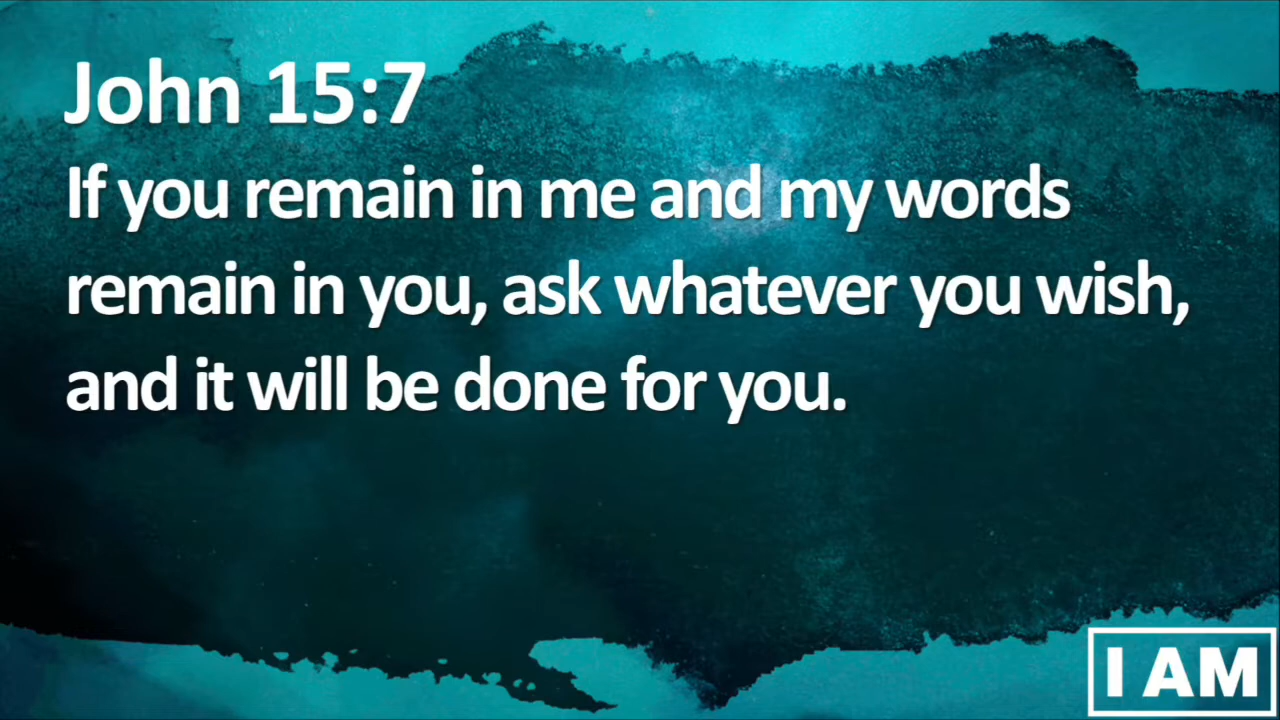 John 15:7
If you remain in me and my words
remain in you, ask whatever you wish,
and it will be done for you.
I AM